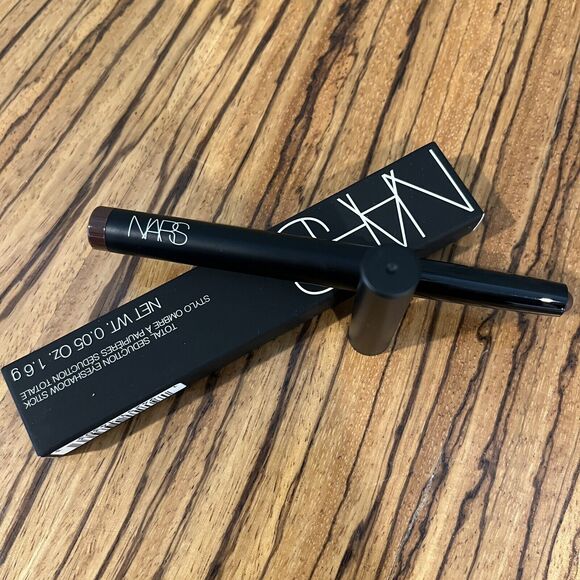 NARS
NARS
TOTAL SEDUCTION EYESHADOW STICK
STYLO OMBRE À PAUPIÈRES SÉDUCTION TOTALE
NET WT. 0.05 Oz. 1.6 g